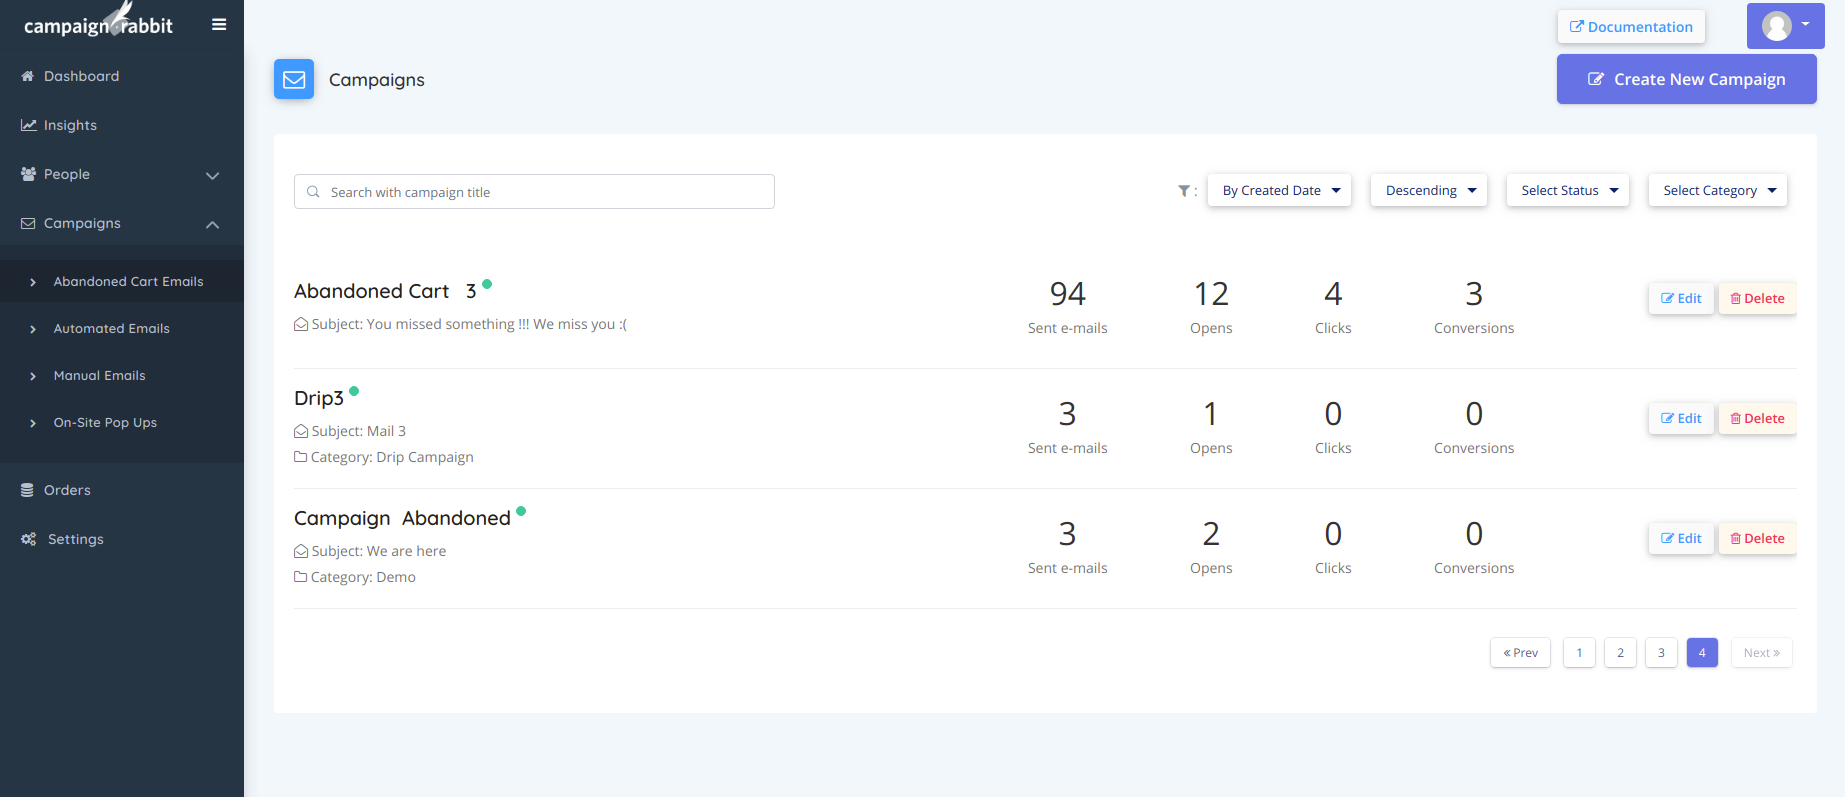 campaign rabbit
Documentation
Dashboard
Campaigns
Create New Campaign
Insights
People
Search with campaign title
: By Created Date Descending Select Status Select Category
Campaigns
Abandoned Cart Emails
Automated Emails
Manual Emails
On-Site Pop Ups
Orders
Settings
Abandoned Cart 3
Subject: You missed something !!! We miss you :(
94 12 4 3
Sent e-mails Opens Clicks Conversions
Edit Delete
Drip3
Subject: Mail 3
Category: Drip Campaign
3 1 0 0
Sent e-mails Opens Clicks Conversions
Edit Delete
Campaign Abandoned
Subject: We are here
Category: Demo
3 2 0 0
Sent e-mails Opens Clicks Conversions
Edit Delete
« Prev 1 2 3 4 Next »